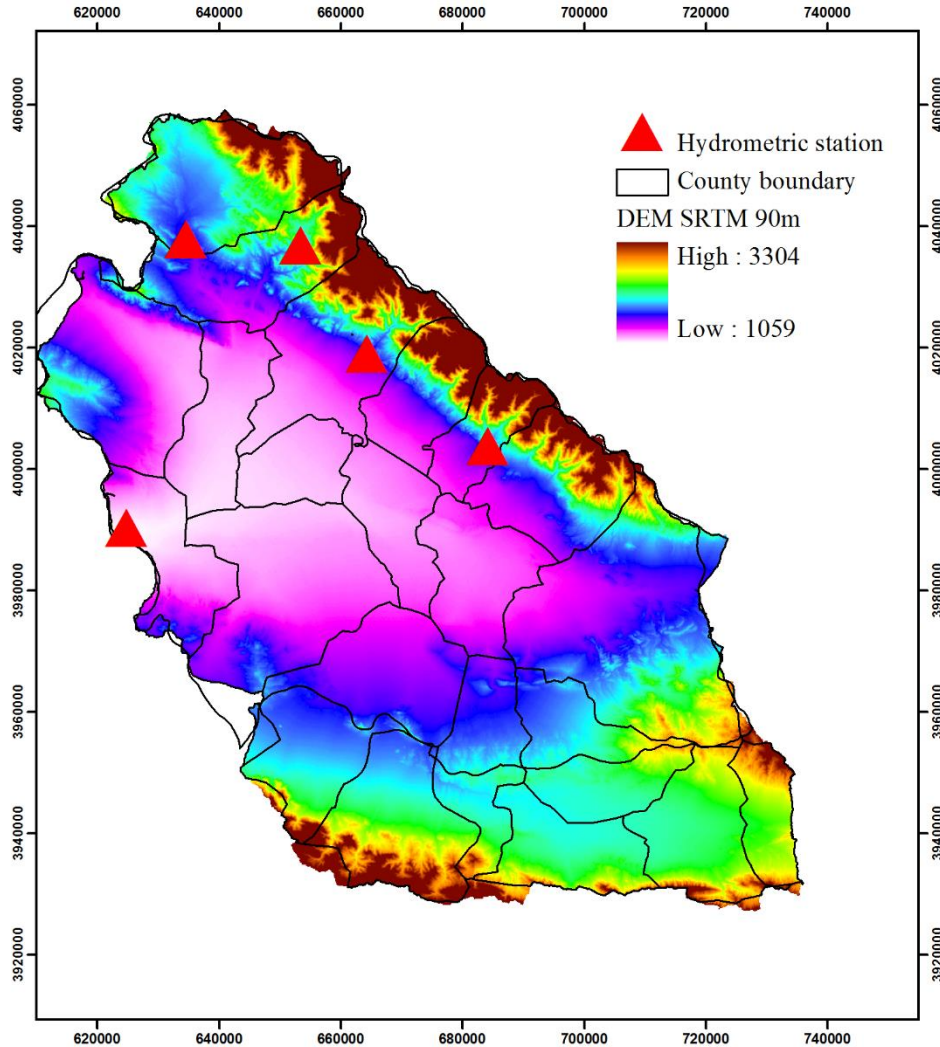 620000 640000 660000 680000 700000 720000 740000
4060000 4060000
Hydrometric station
County boundary
DEM SRTM 90m
4040000 4040000
High : 3304
Low : 1059
4020000 4020000
4000000 4000000
3980000 3980000
3960000 3960000
3940000 3940000
3920000 3920000
620000 640000 660000 680000 700000 720000 740000